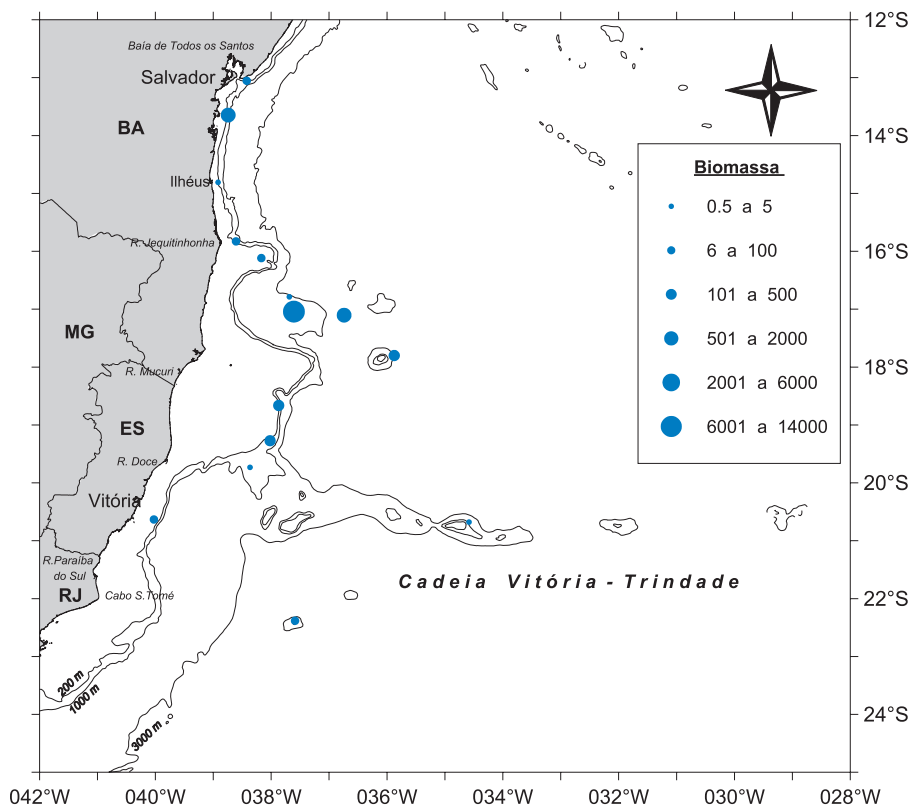 12°S
Baía de Todos os Santos
Salvador
BA
14°S
Biomassa
0.5 a 5
6 a 100
101 a 500
501 a 2000
2001 a 6000
6001 a 14000
Ilhéus
R. Jequitinhonha
16°S
MG
R. Mucuri
18°S
ES
R. Doce
20°S
Vitória
R.Paraíba
do Sul
RJ
Cabo S.Tomé
Cadeia Vitória - Trindade
22°S
200 m
1000 m
3000 m
24°S
042°W 040°W 038°W 036°W 034°W 032°W 030°W 028°W